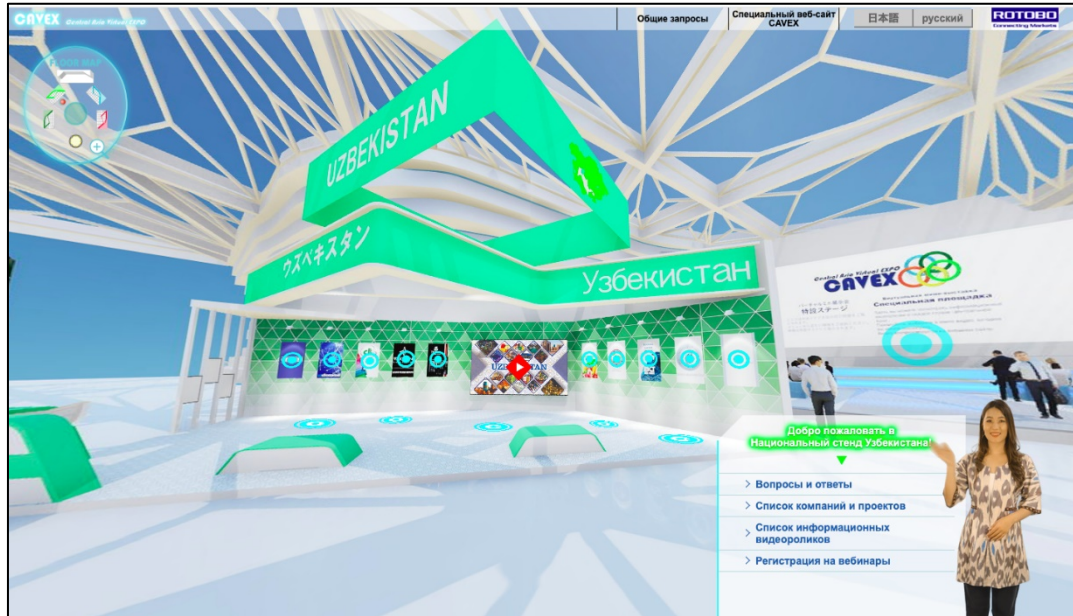 CAVEX Central Asia Virtual EXPO
Общие запросы
Специальный веб-сайт
CAVEX
日本語
русский
ROTOBO
Connecting Markets
FLOOR MAP
UZBEKISTAN
ウズベキスタン
Узбекистан
Central Asia Virtual EXPO
CAVEX
特設ステージ
Специальная площадка
Добро пожаловать в
Национальный стенд Узбекистана!
> Вопросы и ответы
> Список компаний и проектов
> Список информационных
видеороликов
> Регистрация на вебинары